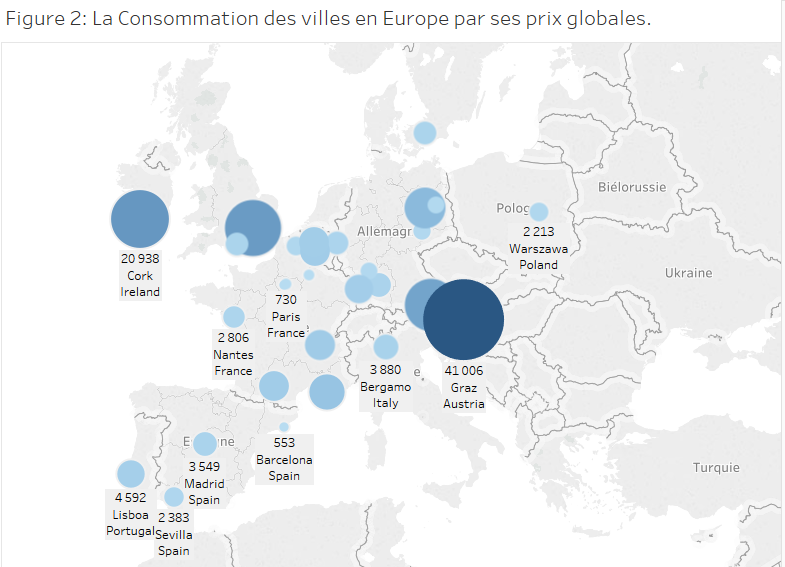 Figure 2: La Consommation des villes en Europe par ses prix globales.
Biélorussie
Polog
2 213
Warszawa
Poland
Allemagr
Ukraine
20 938
Cork
Ireland
730
Paris
France
2 806
Nantes
France
3 880
Bergamo
Italy
e.
41 006
Graz
Austria
E
ne
553
Barcelona
Spain
3 549
Madrid
Spain
Turquie
4 592
Lisboa
Portugal
2 383
Sevilla
Spain